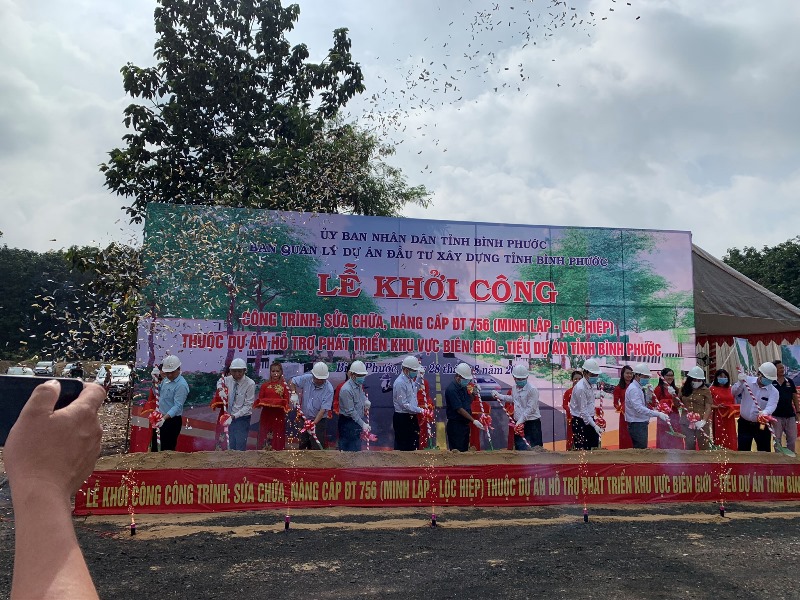 ỦY BAN NHÂN DÂN TỈNH BÌNH PHƯỚC
BAN QUẢN LÝ DỰ ÁN ĐẦU TƯ XÂY DỰNG TỈNH BÌNH PHƯỚC
LỄ KHỞI CÔNG
CÔNG TRÌNH: SỬA CHỮA, NÂNG CẤP ĐT 756 (MINH LẬP - LỘC HIỆP)
THUỘC DỰ ÁN HỖ TRỢ PHÁT TRIỂN KHU VỰC BIÊN GIỚI - TIỂU DỰ ÁN TỈNH BÌNH PHƯỚC
28
LỄ KHỞI CÔNG CÔNG TRÌNH: SỬA CHỮA, NÂNG CẤP ĐT 756 (MINH LẬP - LỘC HIỆP) THUỘC DỰ ÁN HỖ TRỢ PHÁT TRIỂN KHU VỰC BIÊN GIỚI - TIỂU DỰ ÁN TỈNH